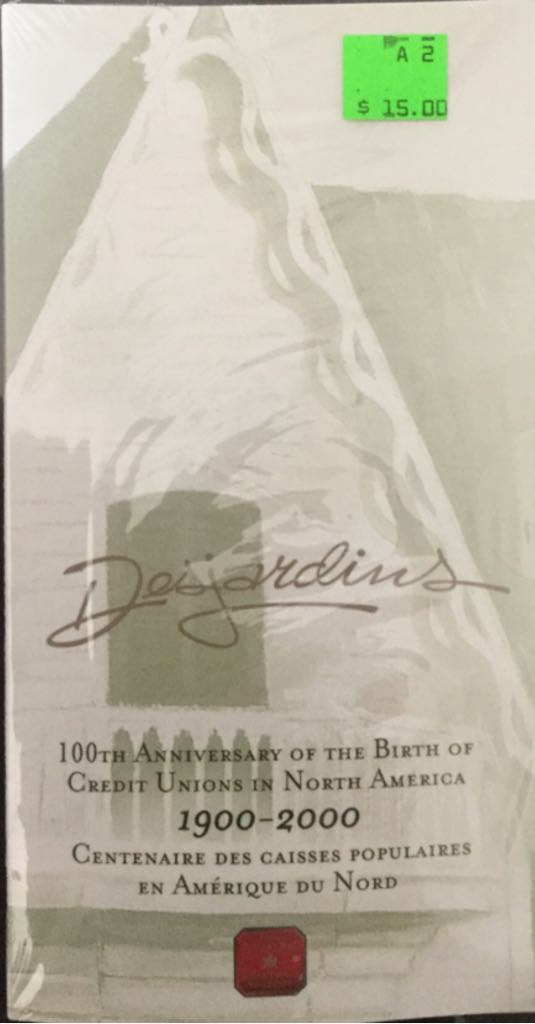 A 2
$ 15.00
Desjardins
100TH ANNIVERSARY OF THE BIRTH OF
CREDIT UNIONS IN NORTH AMERICA
1900-2000
CENTENAIRE DES CAISSES POPULAIRES
EN AMÉRIQUE DU NORD